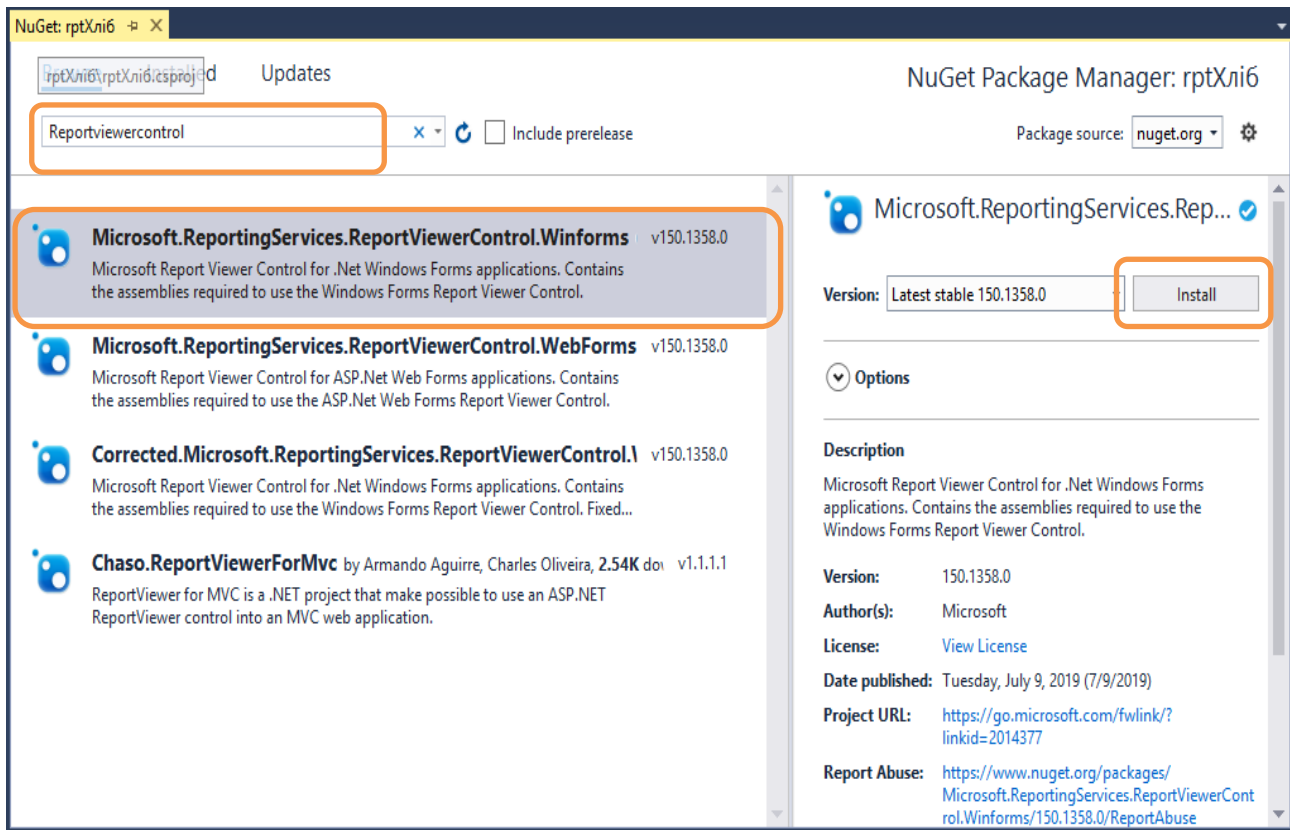 NuGet: rptХліб
rptХліб\rptХліб.csproj
Updates
NuGet Package Manager: rptХліб
Reportviewercontrol
Include prerelease
Package source: nuget.org
Microsoft.ReportingServices.ReportViewerControl.Winforms v150.1358.0
Microsoft Report Viewer Control for .Net Windows Forms applications. Contains
the assemblies required to use the Windows Forms Report Viewer Control.
Microsoft.ReportingServices.ReportViewerControl.WebForms v150.1358.0
Microsoft Report Viewer Control for ASP.Net Web Forms applications. Contains
the assemblies required to use the ASP.Net Web Forms Report Viewer Control.
Corrected.Microsoft.ReportingServices.ReportViewerControl. v150.1358.0
Microsoft Report Viewer Control for .Net Windows Forms applications. Contains
the assemblies required to use the Windows Forms Report Viewer Control. Fixed...
Chaso.ReportViewerForMvc by Armando Aguirre, Charles Oliveira, 2.54K v1.1.1.1
ReportViewer for MVC is a .NET project that make possible to use an ASP.NET
ReportViewer control into an MVC web application.
Microsoft.ReportingServices.Rep...
Version: Latest stable 150.1358.0 Install
Options
Description
Microsoft Report Viewer Control for .Net Windows Forms
applications. Contains the assemblies required to use the
Windows Forms Report Viewer Control.
Version: 150.1358.0
Author(s): Microsoft
License: View License
Date published: Tuesday, July 9, 2019 (7/9/2019)
Project URL: https://go.microsoft.com/fwlink/?
linkid=2014377
Report Abuse: https://www.nuget.org/packages/
Microsoft.ReportingServices.ReportViewerCont
rol.Winforms/150.1358.0/ReportAbuse